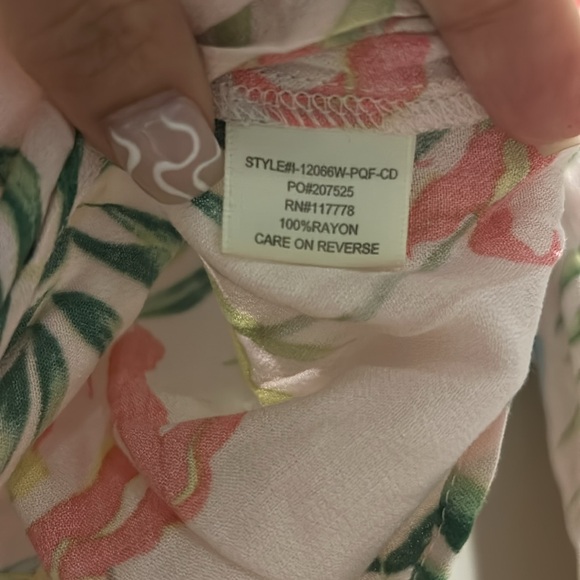 STYLE#I-12066W-PQF-CD
PO#207525
RN#117778
100%RAYON
CARE ON REVERSE